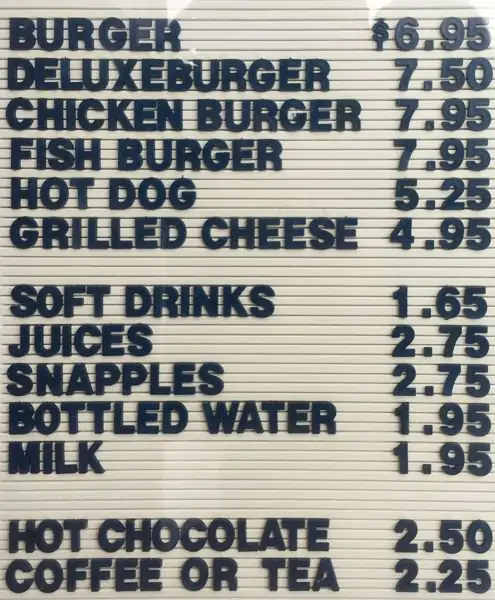 BURGER $6.95
DELUXEBURGER 7.50
CHICKEN BURGER 7.95
FISH BURGER 7.95
HOT DOG 5.25
GRILLED CHEESE 4.95
SOFT DRINKS 1.65
JUICES 2.75
SNAPPLES 2.75
BOTTLED WATER 1.95
MILK 1.95
HOT CHOCOLATE 2.50
COFFEE OR TEA 2.25